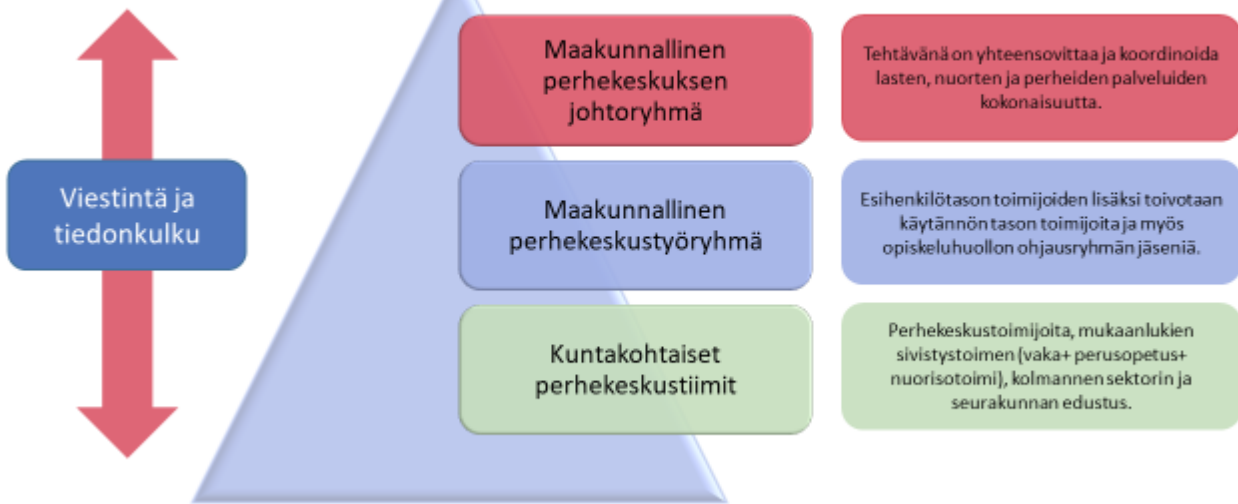 Viestintä ja
tiedonkulku
Maakunnallinen
perhekeskuksen
johtoryhmä
Tehtävänä on yhteensovittaa ja koordinoida
lasten, nuorten ja perheiden palveluiden
kokonaisuutta.
Maakunnallinen
perhekeskustyöryhmä
Esihenkilötason toimijoiden lisäksi toivotaan
käytännön tason toimijoita ja myös
opiskeluhuollon ohjausryhmän jäseniä.
Kuntakohtaiset
perhekeskustiimit
Perhekeskustoimijoita, mukaanlukien
sivistystoimen (vaka+ perusopetus+
nuorisotoimi), kolmannen sektorin ja
seurakunnan edustus.